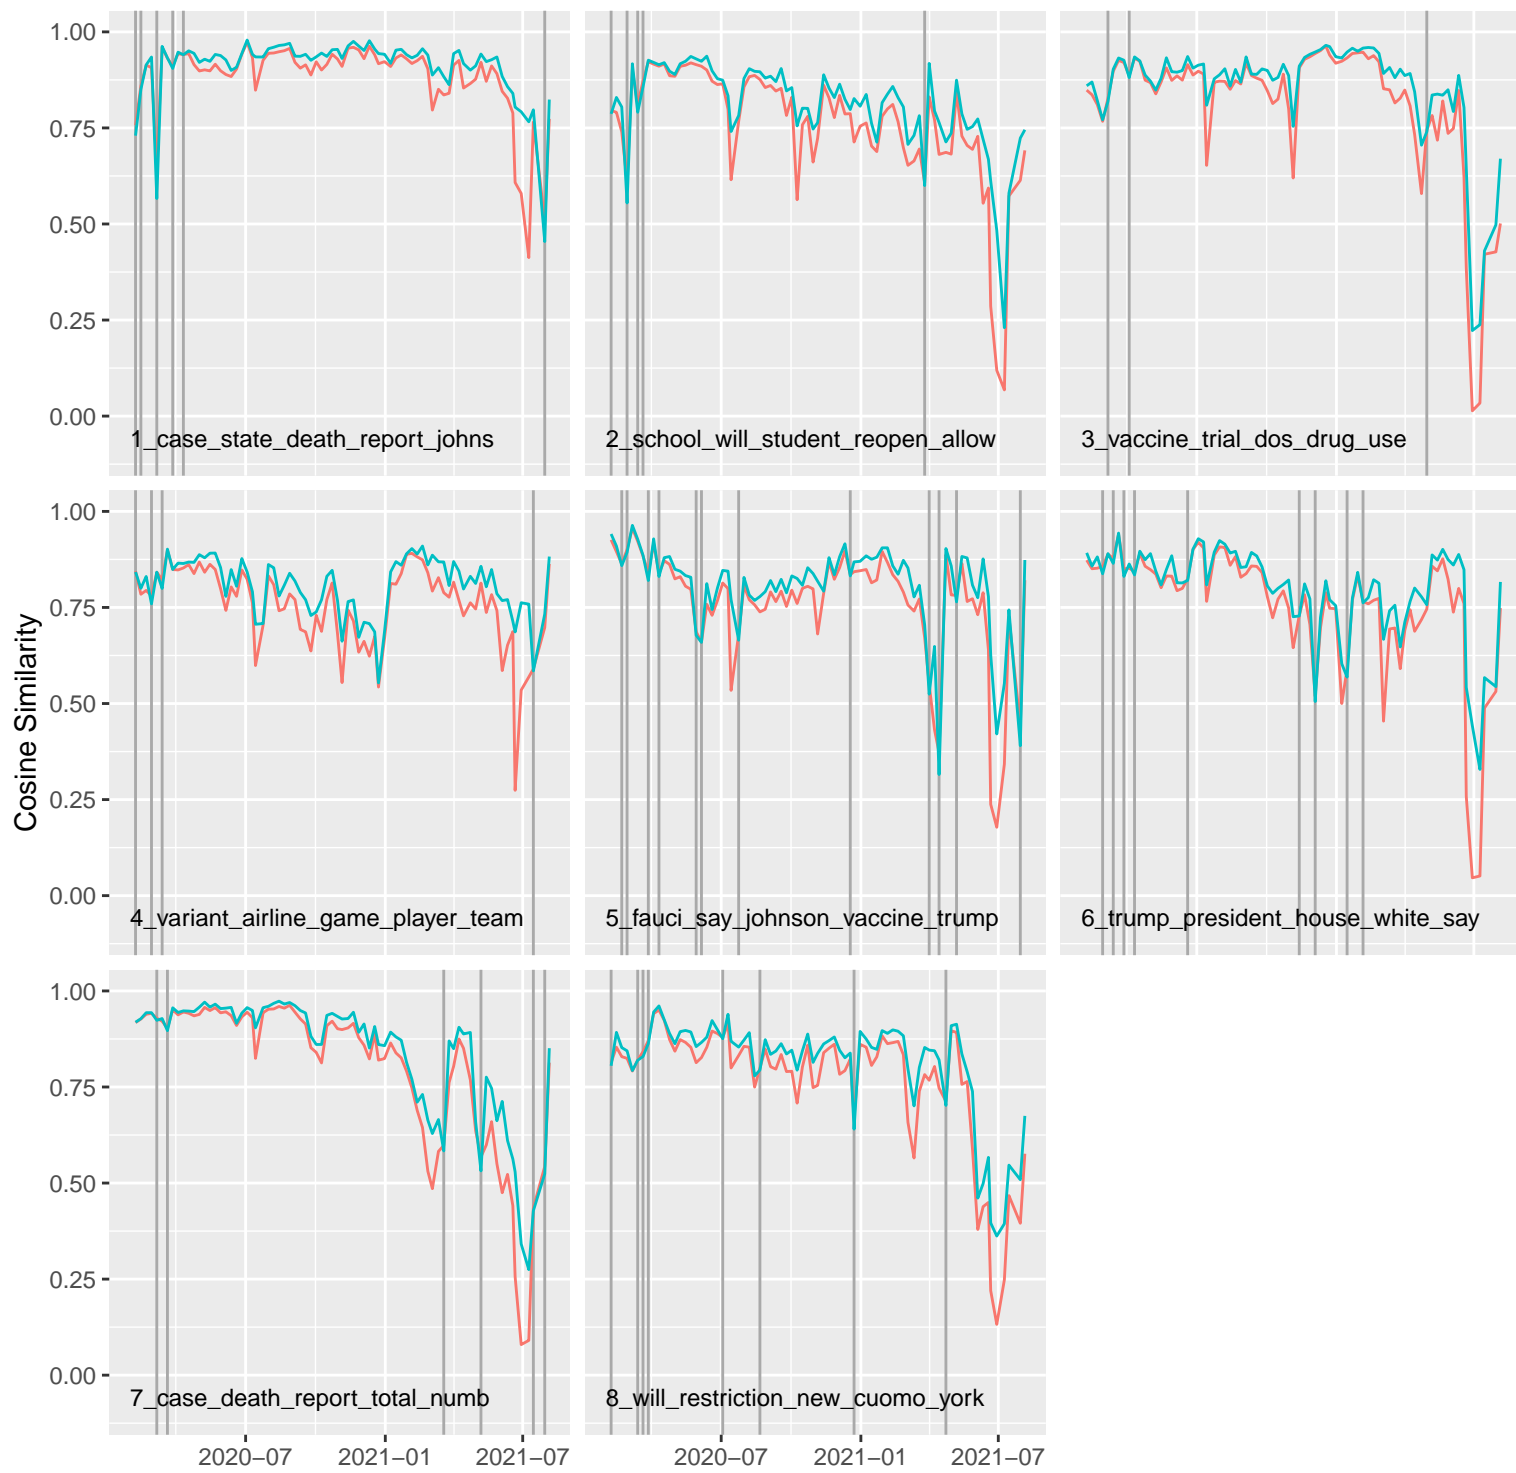 1.00
0.75
0.50
0.25
0.00
1_case_state_death_report_johns
2_school_will_student_reopen_allow
3_vaccine_trial_dos_drug_use
Cosine Similarity
1.00
0.75
0.50
0.25
0.00
4_variant_airline_game_player_team
5_fauci_say_johnson_vaccine_trump
6_trump_president_house_white_say
1.00
0.75
0.50
0.25
0.00
7_case_death_report_total_numb
8_will_restriction_new_cuomo_york
2020−07
2021−01
2021−07
2020−07
2021−01
2021−07